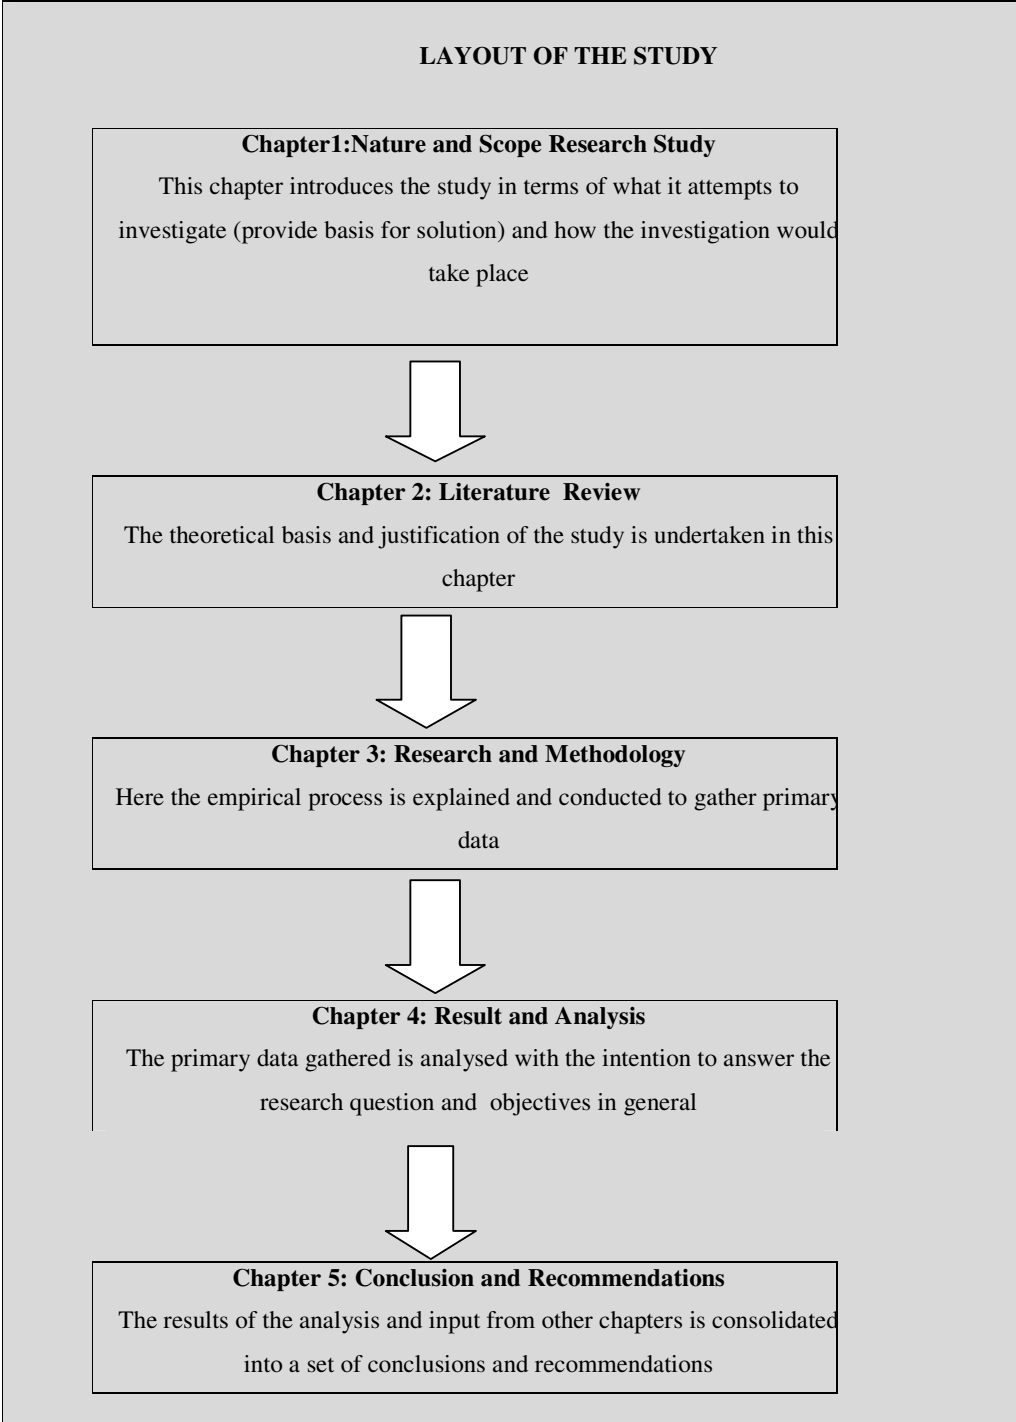 LAYOUT OF THE STUDY
Chapter1:Nature and Scope Research Study
This chapter introduces the study in terms of what it attempts to
investigate (provide basis for solution) and how the investigation would
take place
Chapter 2: Literature  Review
The theoretical basis and justification of the study is undertaken in this
chapter
Chapter 3: Research and Methodology
Here the empirical process is explained and conducted to gather primary
data
Chapter 4: Result and Analysis
The primary data gathered is analysed with the intention to answer the
research question and  objectives in general
Chapter 5: Conclusion and Recommendations
The results of the analysis and input from other chapters is consolidated
into a set of conclusions and recommendations